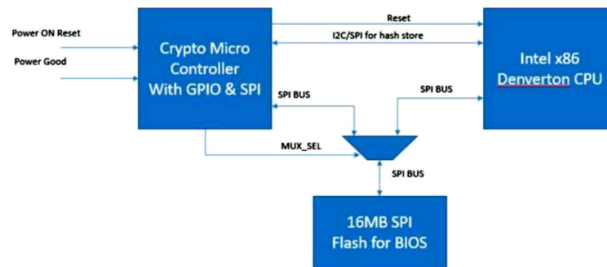 Power ON Reset
Power Good
Crypto Micro
Controller
With GPIO & SPI
Reset
I2C/SPI for hash store
Intel x86
Denverton CPU
SPI BUS
SPI BUS
MUX_SEL
SPI BUS
16MB SPI
Flash for BIOS